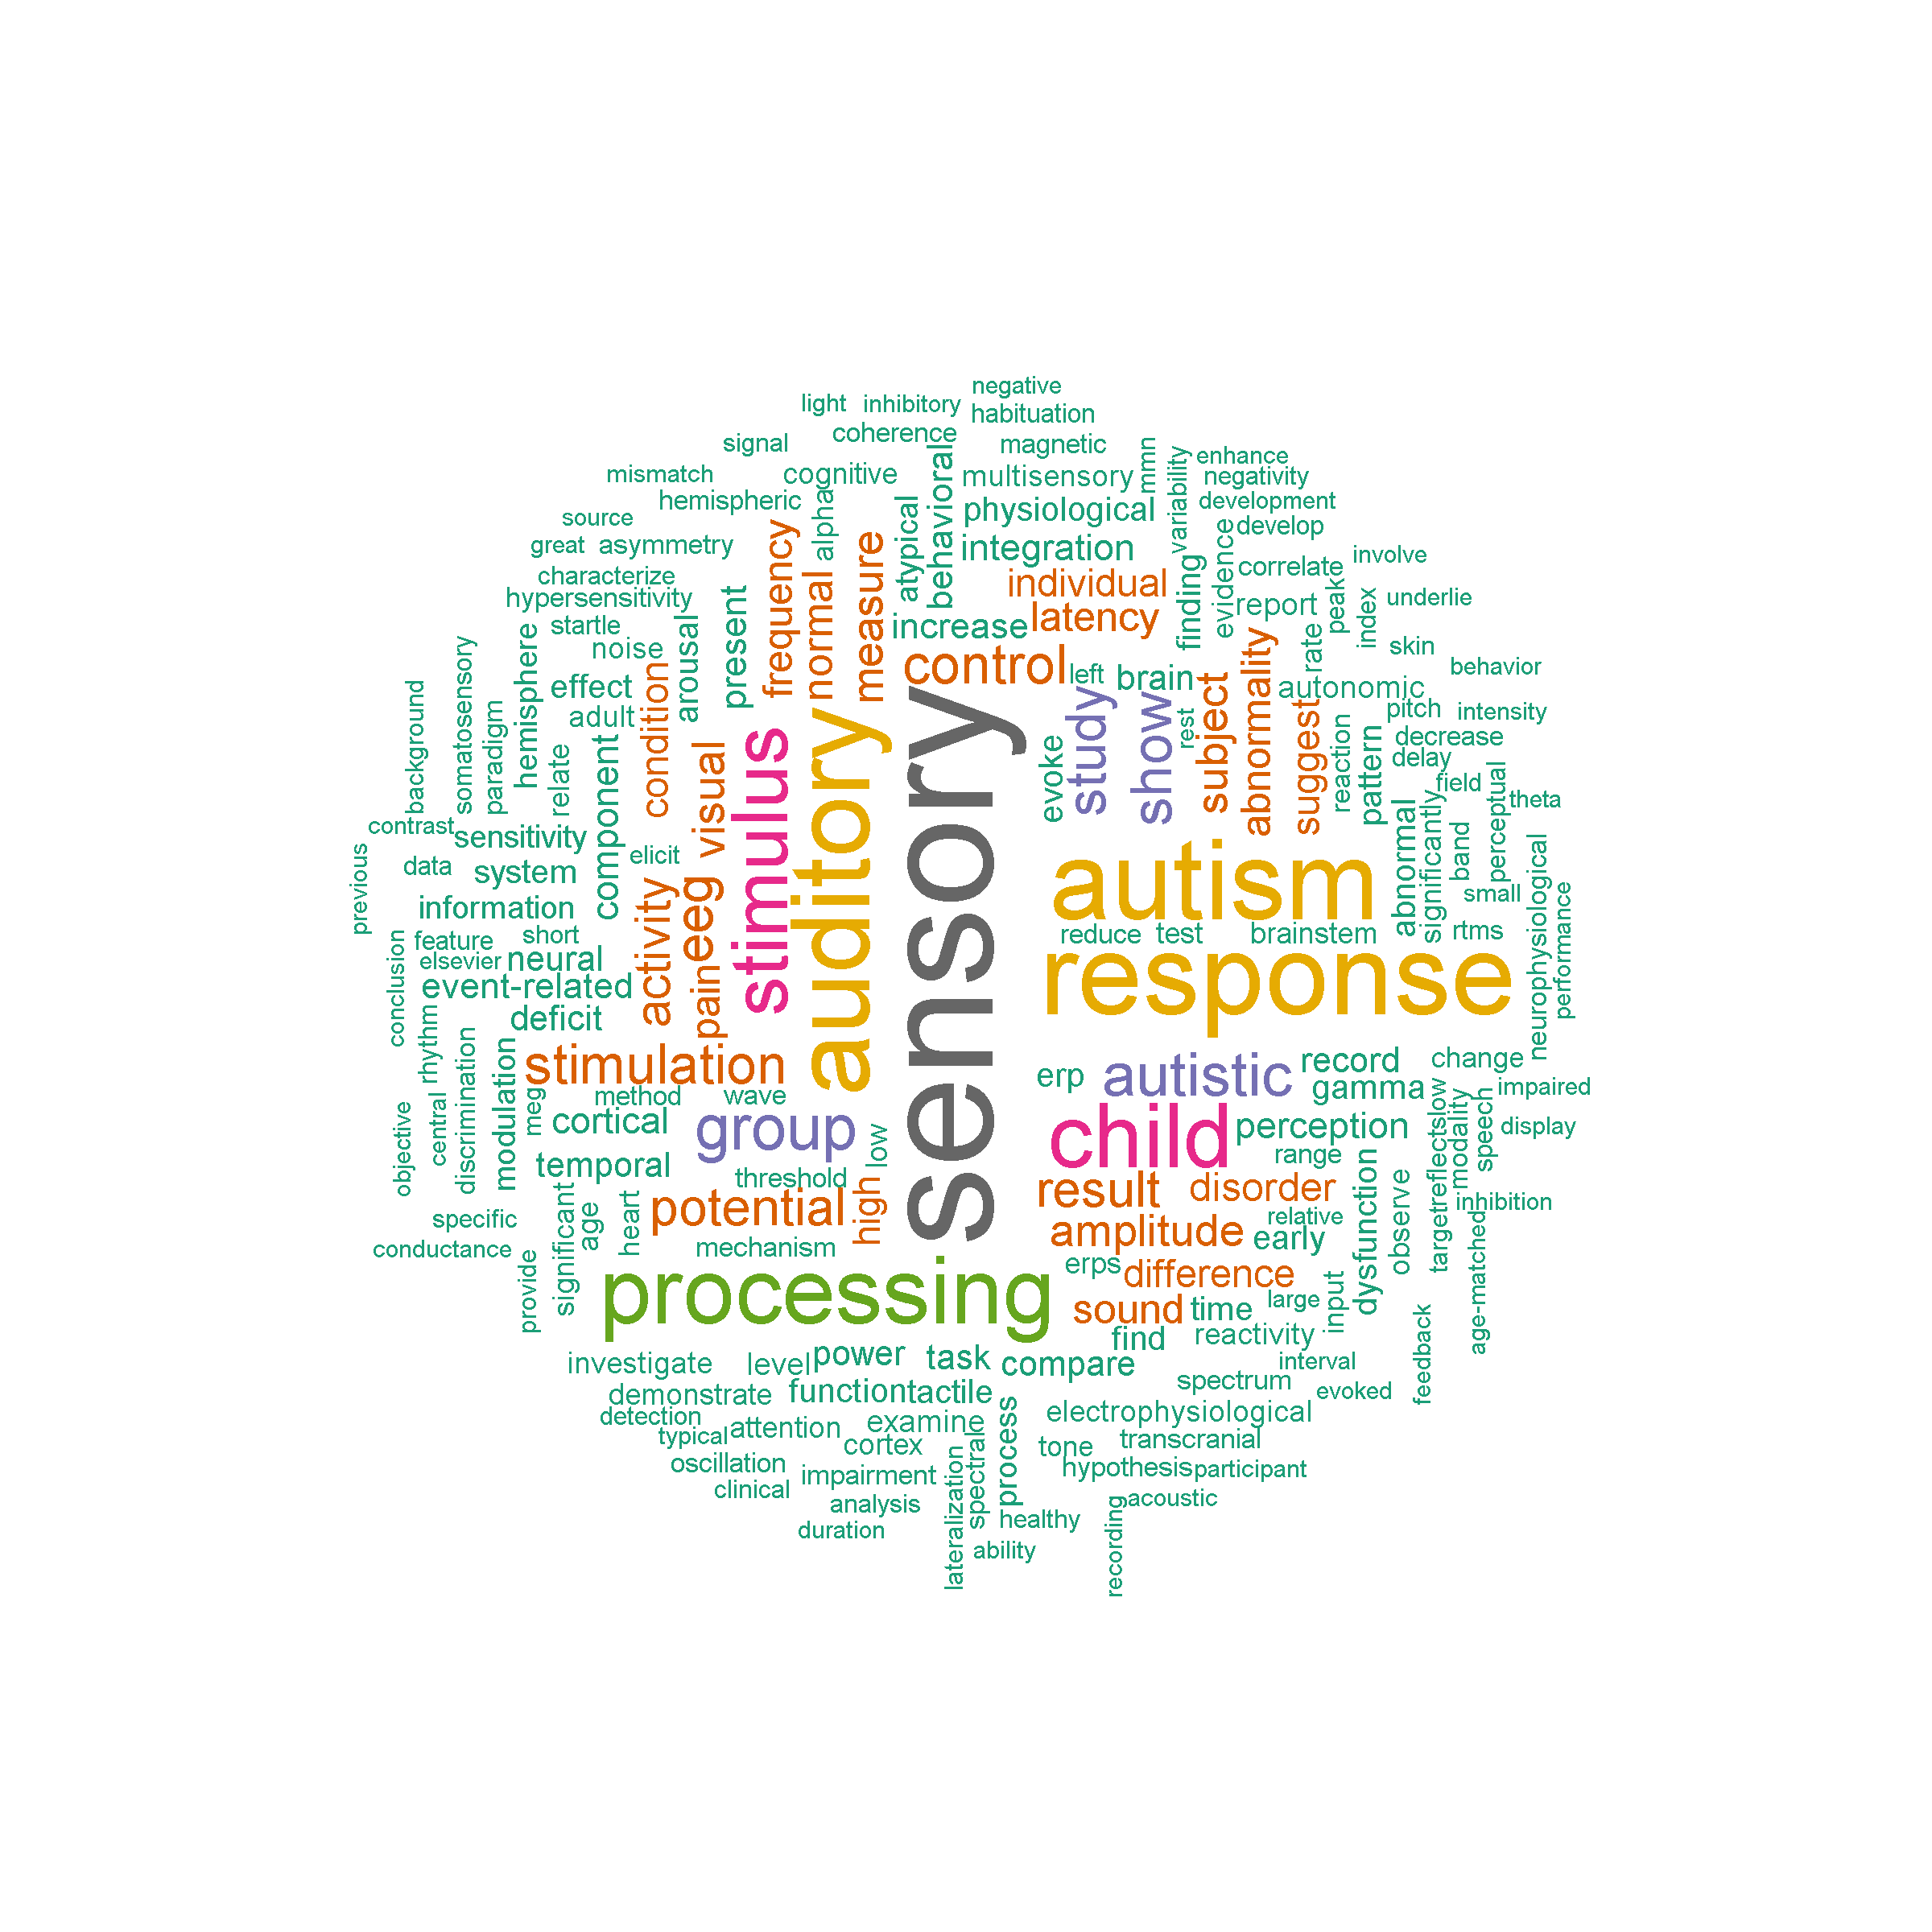 negative
light
inhibitory
habituation
signal
coherence
magnetic
mmn
enhance
mismatch
cognitive
behavioral
multisensory
variability
negativity
hemispheric
alpha
atypical
physiological
development
source
frequency
evidence
develop
great
asymmetry
measure
integration
finding
correlate
involve
characterize
normal
individual
peak
hypersensitivity
present
increase
latency
report
index
underlie
startle
arousal
control
abnormality
rate
skin
noise
hemisphere
condition
left
brain
subject
autonomic
behavior
somatosensory
effect
study
show
rest
suggest
pitch
intensity
background
paradigm
adult
relate
component
visual
stimulus
auditory
sensory
evoke
reaction
pattern
decrease
delay
field
perceptual
theta
contrast
sensitivity
elicit
autism
abnormal
significantly
band
previous
data
system
activity
eeg
small
neurophysiological
performance
information
pain
reduce
test
brainstem
rtms
feature
short
conclusion
elsevier
neural
event-related
response
rhythm
deficit
discrimination
modulation
stimulation
erp
autistic
record
change
central
meg
method
wave
gamma
slow
impaired
objective
cortical
group
low
child
perception
modality
speech
display
temporal
threshold
range
reflect
specific
significant
age
heart
potential
high
result
disorder
dysfunction
observe
target
inhibition
conductance
mechanism
amplitude
relative
early
age-matched
provide
processing
erps
difference
input
sound
time
large
find
reactivity
feedback
investigate
level
power
task
compare
interval
demonstrate
function
tactile
spectrum
evoked
detection
attention
examine
process
electrophysiological
typical
cortex
spectral
tone
transcranial
oscillation
impairment
lateralization
hypothesis
participant
clinical
analysis
healthy
recording
acoustic
duration
ability